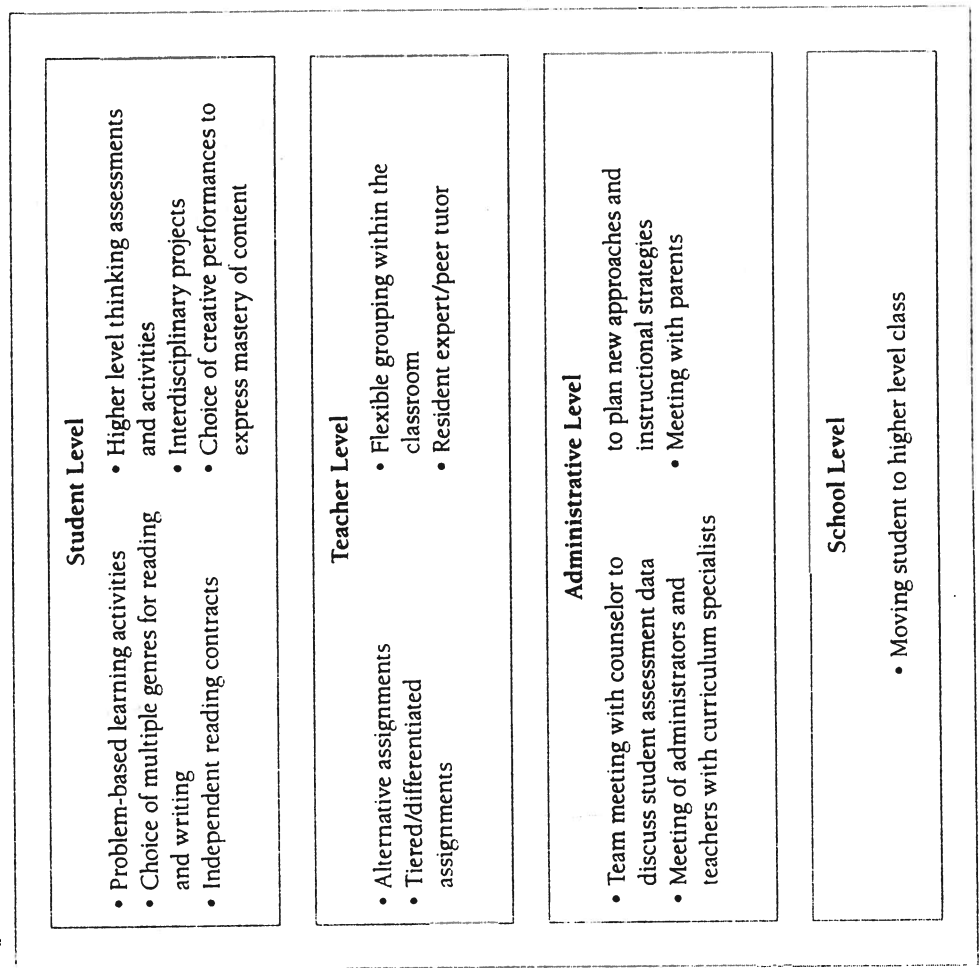 Student Level
• Problem-based learning activities
• Choice of multiple genres for reading
and writing
• Independent reading contracts
• Higher level thinking assessments
and activities
• Interdisciplinary projects
• Choice of creative performances to
express mastery of content
Teacher Level
• Alternative assignments
• Tiered/differentiated
assignments
• Flexible grouping within the
classroom
• Resident expert/peer tutor
Administrative Level
• Team meeting with counselor to
discuss student assessment data
• Meeting of administrators and
teachers with curriculum specialists
to plan new approaches and
instructional strategies
• Meeting with parents
School Level
• Moving student to higher level class